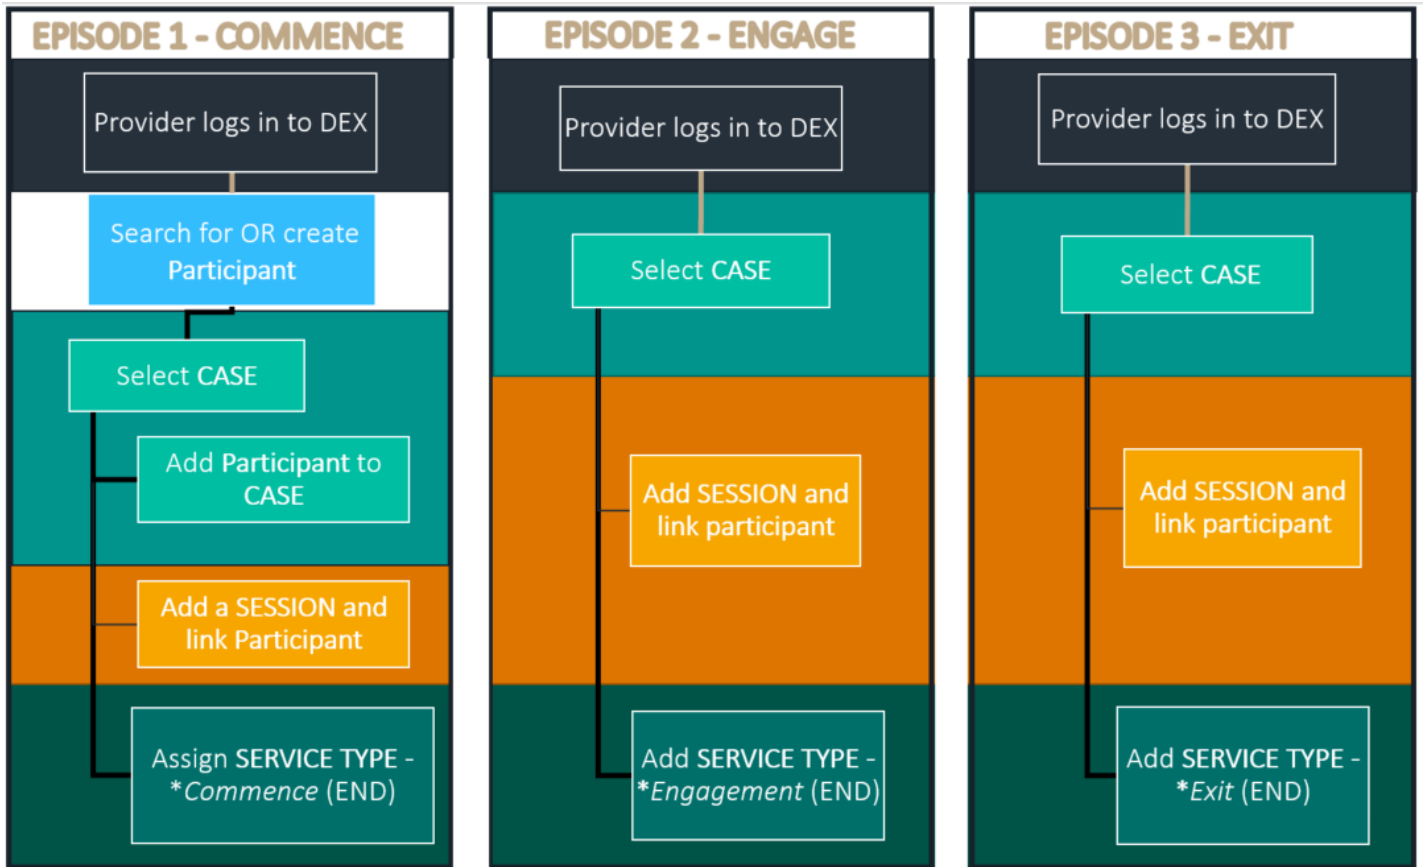 EPISODE 1 - COMMENCE
Provider logs in to DEX
Search for OR create
Participant
Select CASE
Add Participant to
CASE
Add a SESSION and
link Participant
Assign SERVICE TYPE -
*Commence (END)
EPISODE 2 - ENGAGE
Provider logs in to DEX
Select CASE
Add SESSION and
link participant
Add SERVICE TYPE -
*Engagement (END)
EPISODE 3 - EXIT
Provider logs in to DEX
Select CASE
Add SESSION and
link participant
Add SERVICE TYPE -
*Exit (END)